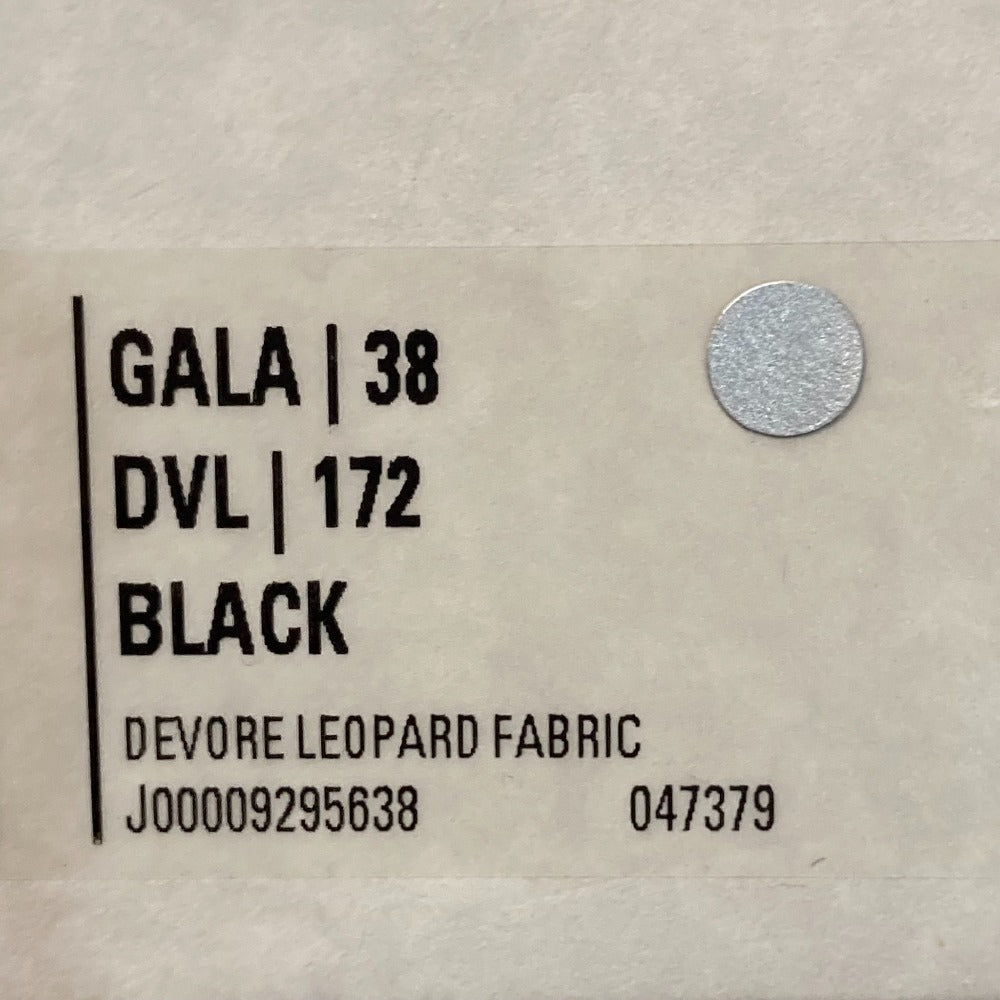 GALA | 38
DVL | 172
BLACK
DEVORE LEOPARD FABRIC
J00009295638 047379